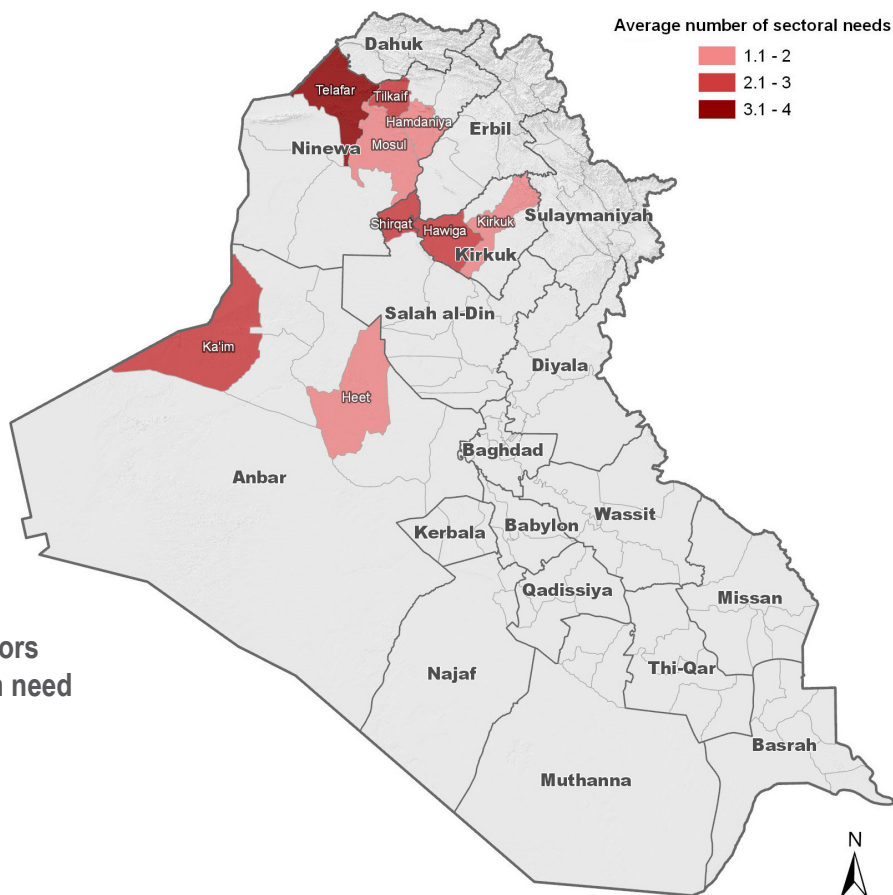 Average number of sectoral needs
1.1 - 2
2.1 - 3
3.1 - 4
Dahuk
Telafar
Tilkaif
Hamdaniya
Erbil
Mosul
Ninewa
Shirqat
Hawiga
Kirkuk
Sulaymaniyah
Kirkuk
Salah al-Din
Ka'im
Diyala
Heet
Baghdad
Anbar
Wassit
Kerbala
Babylon
Qadissiya
Missan
ors
need
Najaf
Thi-Qar
Basrah
Muthanna
N